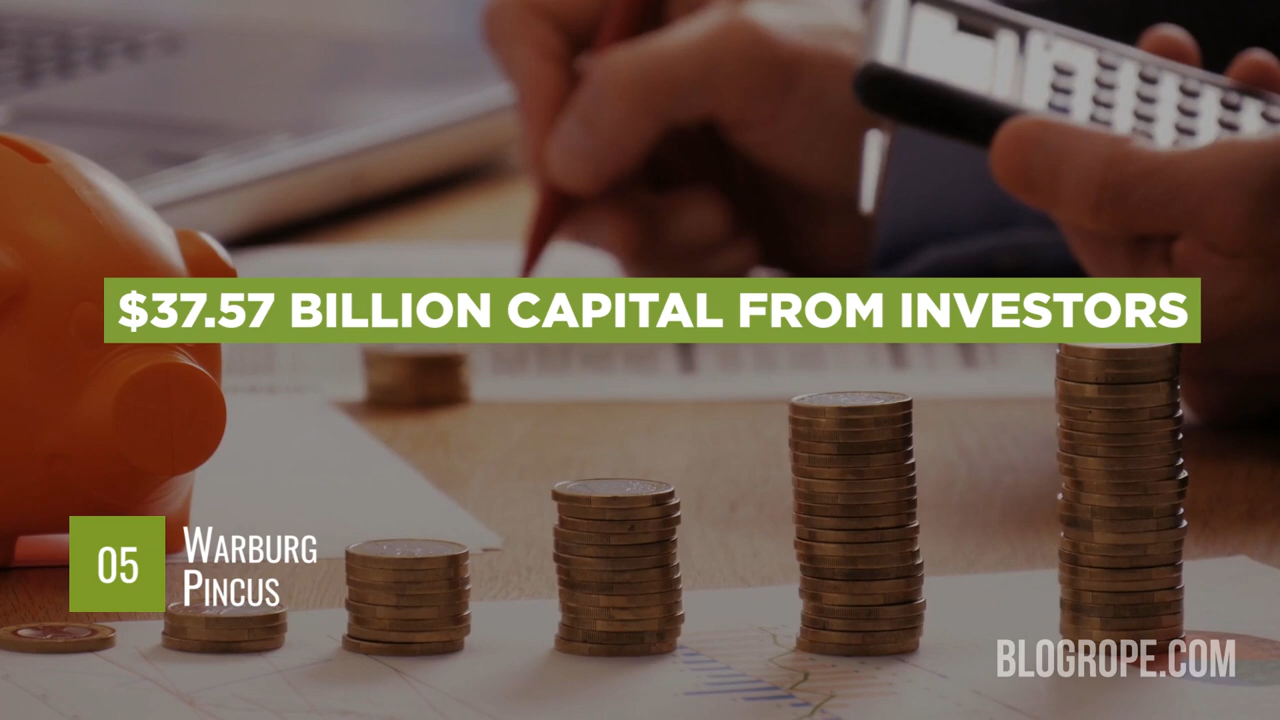 $37.57 BILLION CAPITAL FROM INVESTORS
05
WARBURG
PINCUS
BLOGROPE.COM